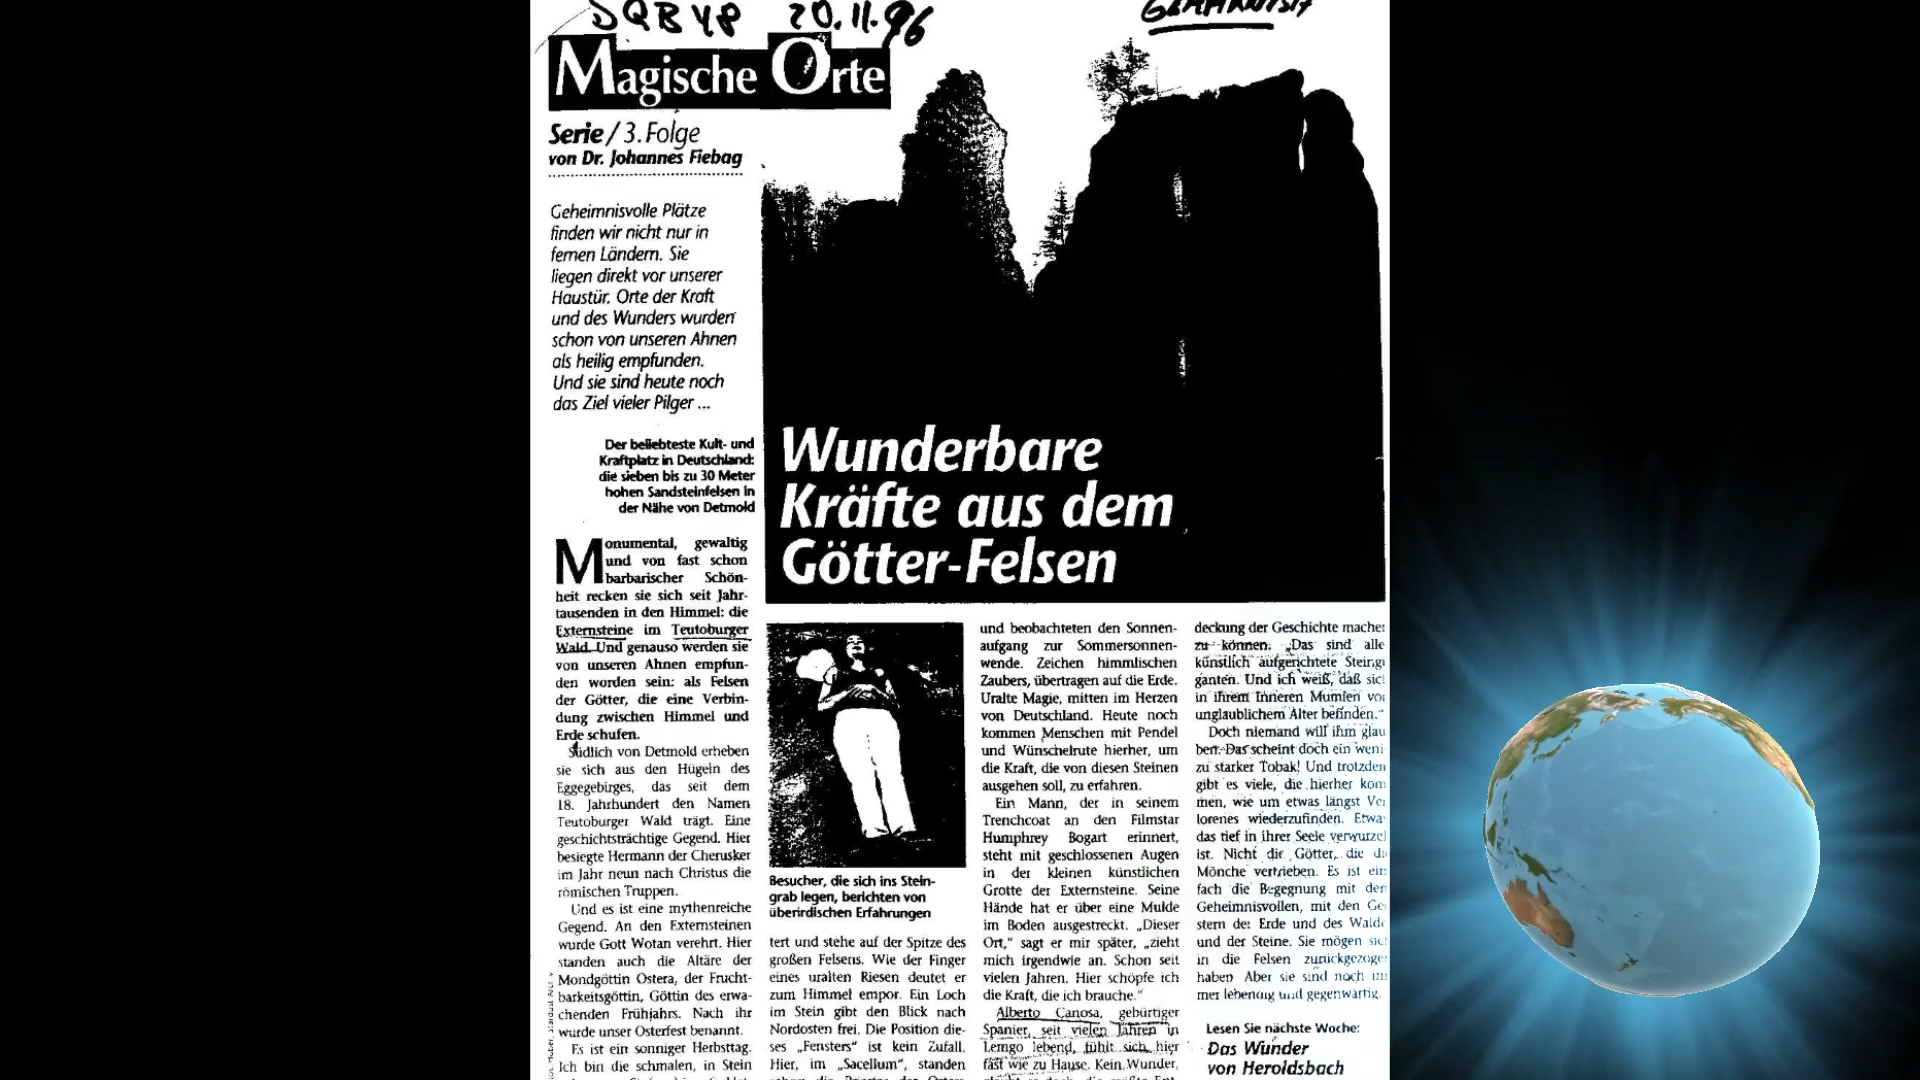 20.11.96
Magische Orte
Serie / 3. Folge
von Dr. Johannes Fiebag
Geheimnisvolle Plätze
finden wir nicht nur in
fernen Ländern. Sie
liegen direkt vor unserer
Haustür. Orte der Kraft
und des Wunders wurden
schon von unseren Ahnen
als heilig empfunden.
Und sie sind heute noch
das Ziel vieler Pilger ...
Der beliebteste Kult- und
Kraftplatz in Deutschland:
die sieben bis zu 30 Meter
hohen Sandsteinfelsen in
der Nähe von Detmold
Wunderbare
Kräfte aus dem
Götter-Felsen
Monumental, gewaltig
und von fast schon
barbarischer Schön-
heit recken sie sich seit Jahr-
tausenden in den Himmel: die
Externsteine im Teutoburger
Wald. Und genauso werden sie
von unseren Ahnen empfun-
den worden sein: als Felsen
der Götter, die eine Verbin-
dung zwischen Himmel und
Erde schufen.
Südlich von Detmold erheben
sie sich aus den Hügeln des
Eggegebirges, das seit dem
18. Jahrhundert den Namen
Teutoburger Wald trägt. Eine
geschichtsträchtige Gegend. Hier
besiegte Hermann der Cherusker
im Jahr neun nach Christus die
römischen Truppen.
Und es ist eine mythenreiche
Gegend. An den Externsteinen
wurde Gott Wotan verehrt. Hier
standen auch die Altäre der
Mondgöttin Ostera, der Frucht-
barkeitsgöttin, Göttin des erwa-
chenden Frühjahrs. Nach ihr
wurde unser Osterfest benannt.
Es ist ein sonniger Herbsttag.
Ich bin die schmalen, in Stein
Besucher, die sich ins Stein-
grab legen, berichten von
überirdischen Erfahrungen
tert und stehe auf der Spitze des
großen Felsens. Wie der Finger
eines uralten Riesen deutet er
zum Himmel empor. Ein Loch
im Stein gibt den Blick nach
Nordosten frei. Die Position die-
ses „Fensters" ist kein Zufall.
Hier, im „Sacellum", standen
und beobachteten den Sonnen-
aufgang zur Sommersonnen-
wende. Zeichen himmlischen
Zaubers, übertragen auf die Erde.
Uralte Magie, mitten im Herzen
von Deutschland. Heute noch
kommen Menschen mit Pendel
und Wünschelrute hierher, um
die Kraft, die von diesen Steinen
ausgehen soll, zu erfahren.
Ein Mann, der in seinem
Trenchcoat an den Filmstar
Humphrey Bogart erinnert,
steht mit geschlossenen Augen
in der kleinen künstlichen
Grotte der Externsteine. Seine
Hände hat er über eine Mulde
im Boden ausgestreckt. „Dieser
Ort," sagt er mir später, „zieht
mich irgendwie an. Schon seit
vielen Jahren. Hier schöpfe ich
die Kraft, die ich brauche."
Alberto Canosa, gebürtiger
Spanier, seit vielen Jahren in
Lemgo lebend, fühlt sich hier
fast wie zu Hause. Kein Wunder,
deckung der Geschichte machen
zu können. „Das sind alle
künstlich aufgerichtete Steingi
ganten. Und ich weiß, daß sic
in ihrem Inneren Mumien vo
unglaublichem Alter befinden."
Doch niemand will ihm glau
ben. Das scheint doch ein weni
zu starker Tobak! Und trotzden
gibt es viele, die hierher kom
men, wie um etwas längst Ver
lorenes wiederzufinden. Etwa
das tief in ihrer Seele verwurzel
ist. Nicht die Götter, die di
Mönche vertrieben. Es ist ein
fach die Begegnung mit den
Geheimnisvollen, mit den Gei
stern der Erde und des Walde
und der Steine. Sie mögen sic
in die Felsen zurückgezogen
haben Aber sie sind noch im
mer lebendig und gegenwärtig.
Lesen Sie nächste Woche:
Das Wunder
von Heroldsbach